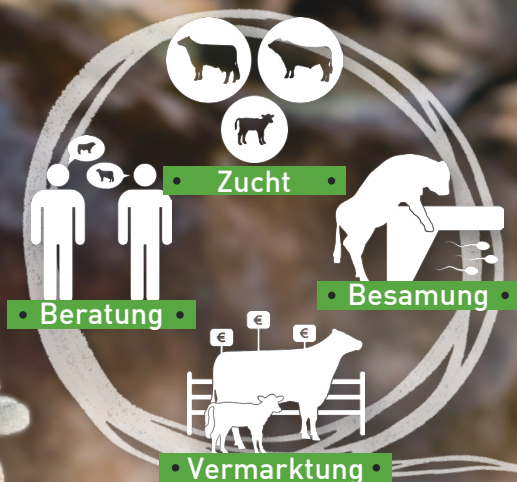 Zucht
Beratung
Besamung
€ € €
Vermarktung